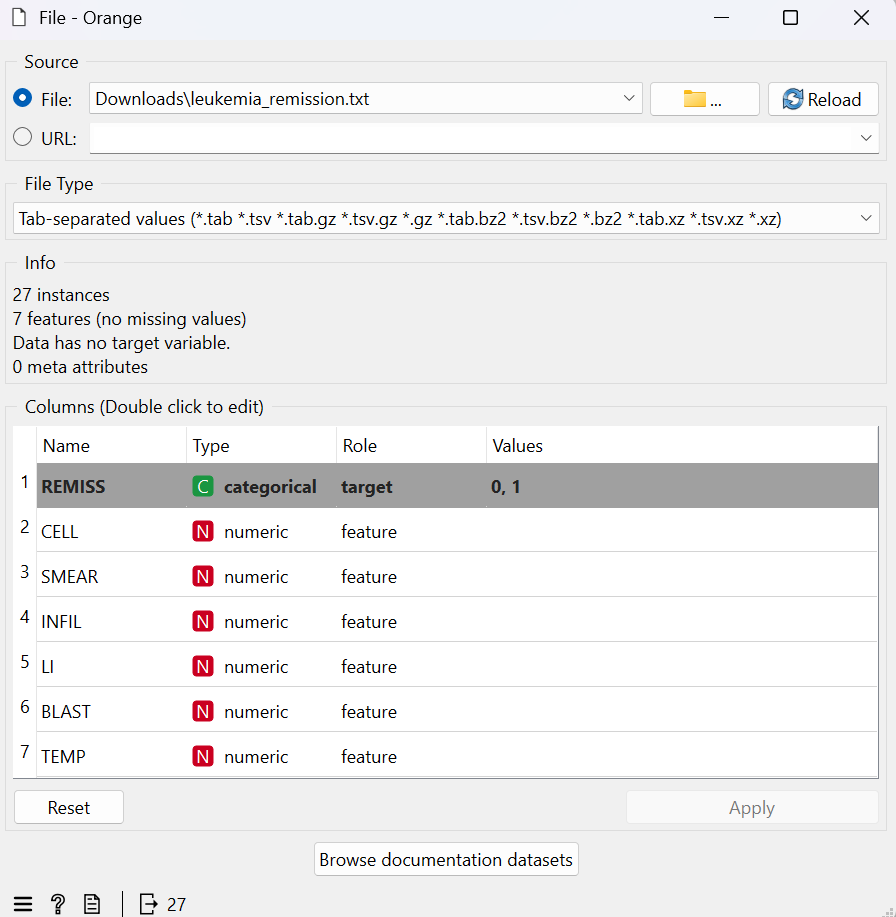 File - Orange
Source
File: Downloads\leukemia_remission.txt ... Reload
URL:
File Type
Tab-separated values (*.tab *.tsv *.tab.gz *.tsv.gz *.gz *.tab.bz2 *.tsv.bz2 *.bz2 *.tab.xz *.tsv.xz *.xz)
Info
27 instances
7 features (no missing values)
Data has no target variable.
0 meta attributes
Columns (Double click to edit)
Name Type Role Values
1 REMISS C categorical target 0, 1
2 CELL N numeric feature
3 SMEAR N numeric feature
4 INFIL N numeric feature
5 LI N numeric feature
6 BLAST N numeric feature
7 TEMP N numeric feature
Reset Apply
Browse documentation datasets
? 27